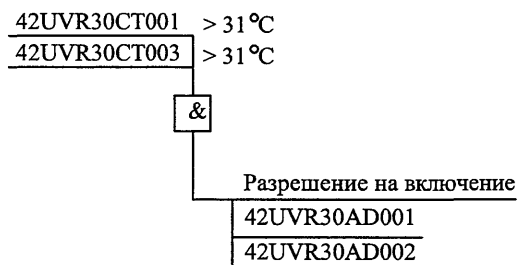 42UVR30CT001 > 31°C
42UVR30CT003 > 31°C
&
Разрешение на включение
42UVR30AD001
42UVR30AD002